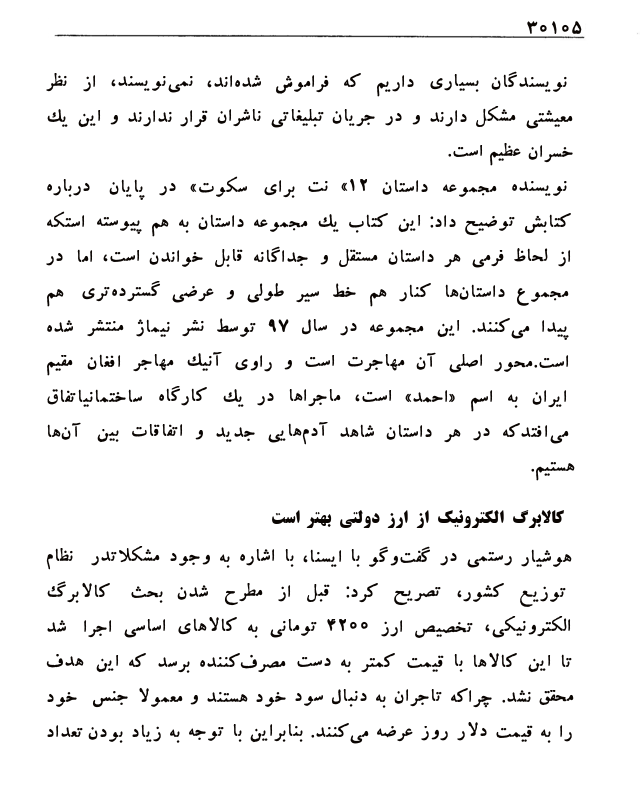 ۳۰۱۰۵
نویسندگان بسیاری داریم که فراموش شده‌اند، نمی‌نویسند، از نظر
معیشتی مشکل دارند و در جریان تبلیغاتی ناشران قرار ندارند و این یك
خسران عظیم است.
نویسنده مجموعه داستان ۱۲» نت برای سکوت» در پایان درباره
کتابش توضیح داد: این کتاب یك مجموعه داستان به هم پیوسته استکه
از لحاظ فرمی هر داستان مستقل و جداگانه قابل خواندن است، اما در
مجموع داستان‌ها کنار هم خط سیر طولی و عرضی گسترده‌تری هم
پیدا می‌کنند. این مجموعه در سال ۹۷ توسط نشر نیماژ منتشر شده
است.محور اصلی آن مهاجرت است و راوی آنیك مهاجر افغان مقیم
ایران به اسم «احمد» است، ماجراها در یك کارگاه ساختمانیاتفاق
می‌افتدکه در هر داستان شاهد آدم‌هایی جدید و اتفاقات بین آن‌ها
هستیم.
کالابرگ الکترونیک از ارز دولتی بهتر است
هوشیار رستمی در گفت‌وگو با ایسنا، با اشاره به وجود مشکلاتدر نظام
توزیع کشور، تصریح کرد: قبل از مطرح شدن بحث کالابرگ
الکترونیکی، تخصیص ارز ۴۲۰۰ تومانی به کالاهای اساسی اجرا شد
تا این کالاها با قیمت کمتر به دست مصرف‌کننده برسد که این هدف
محقق نشد. چراکه تاجران به دنبال سود خود هستند و معمولا جنس خود
را به قیمت دلار روز عرضه می‌کنند. بنابراین با توجه به زیاد بودن تعداد